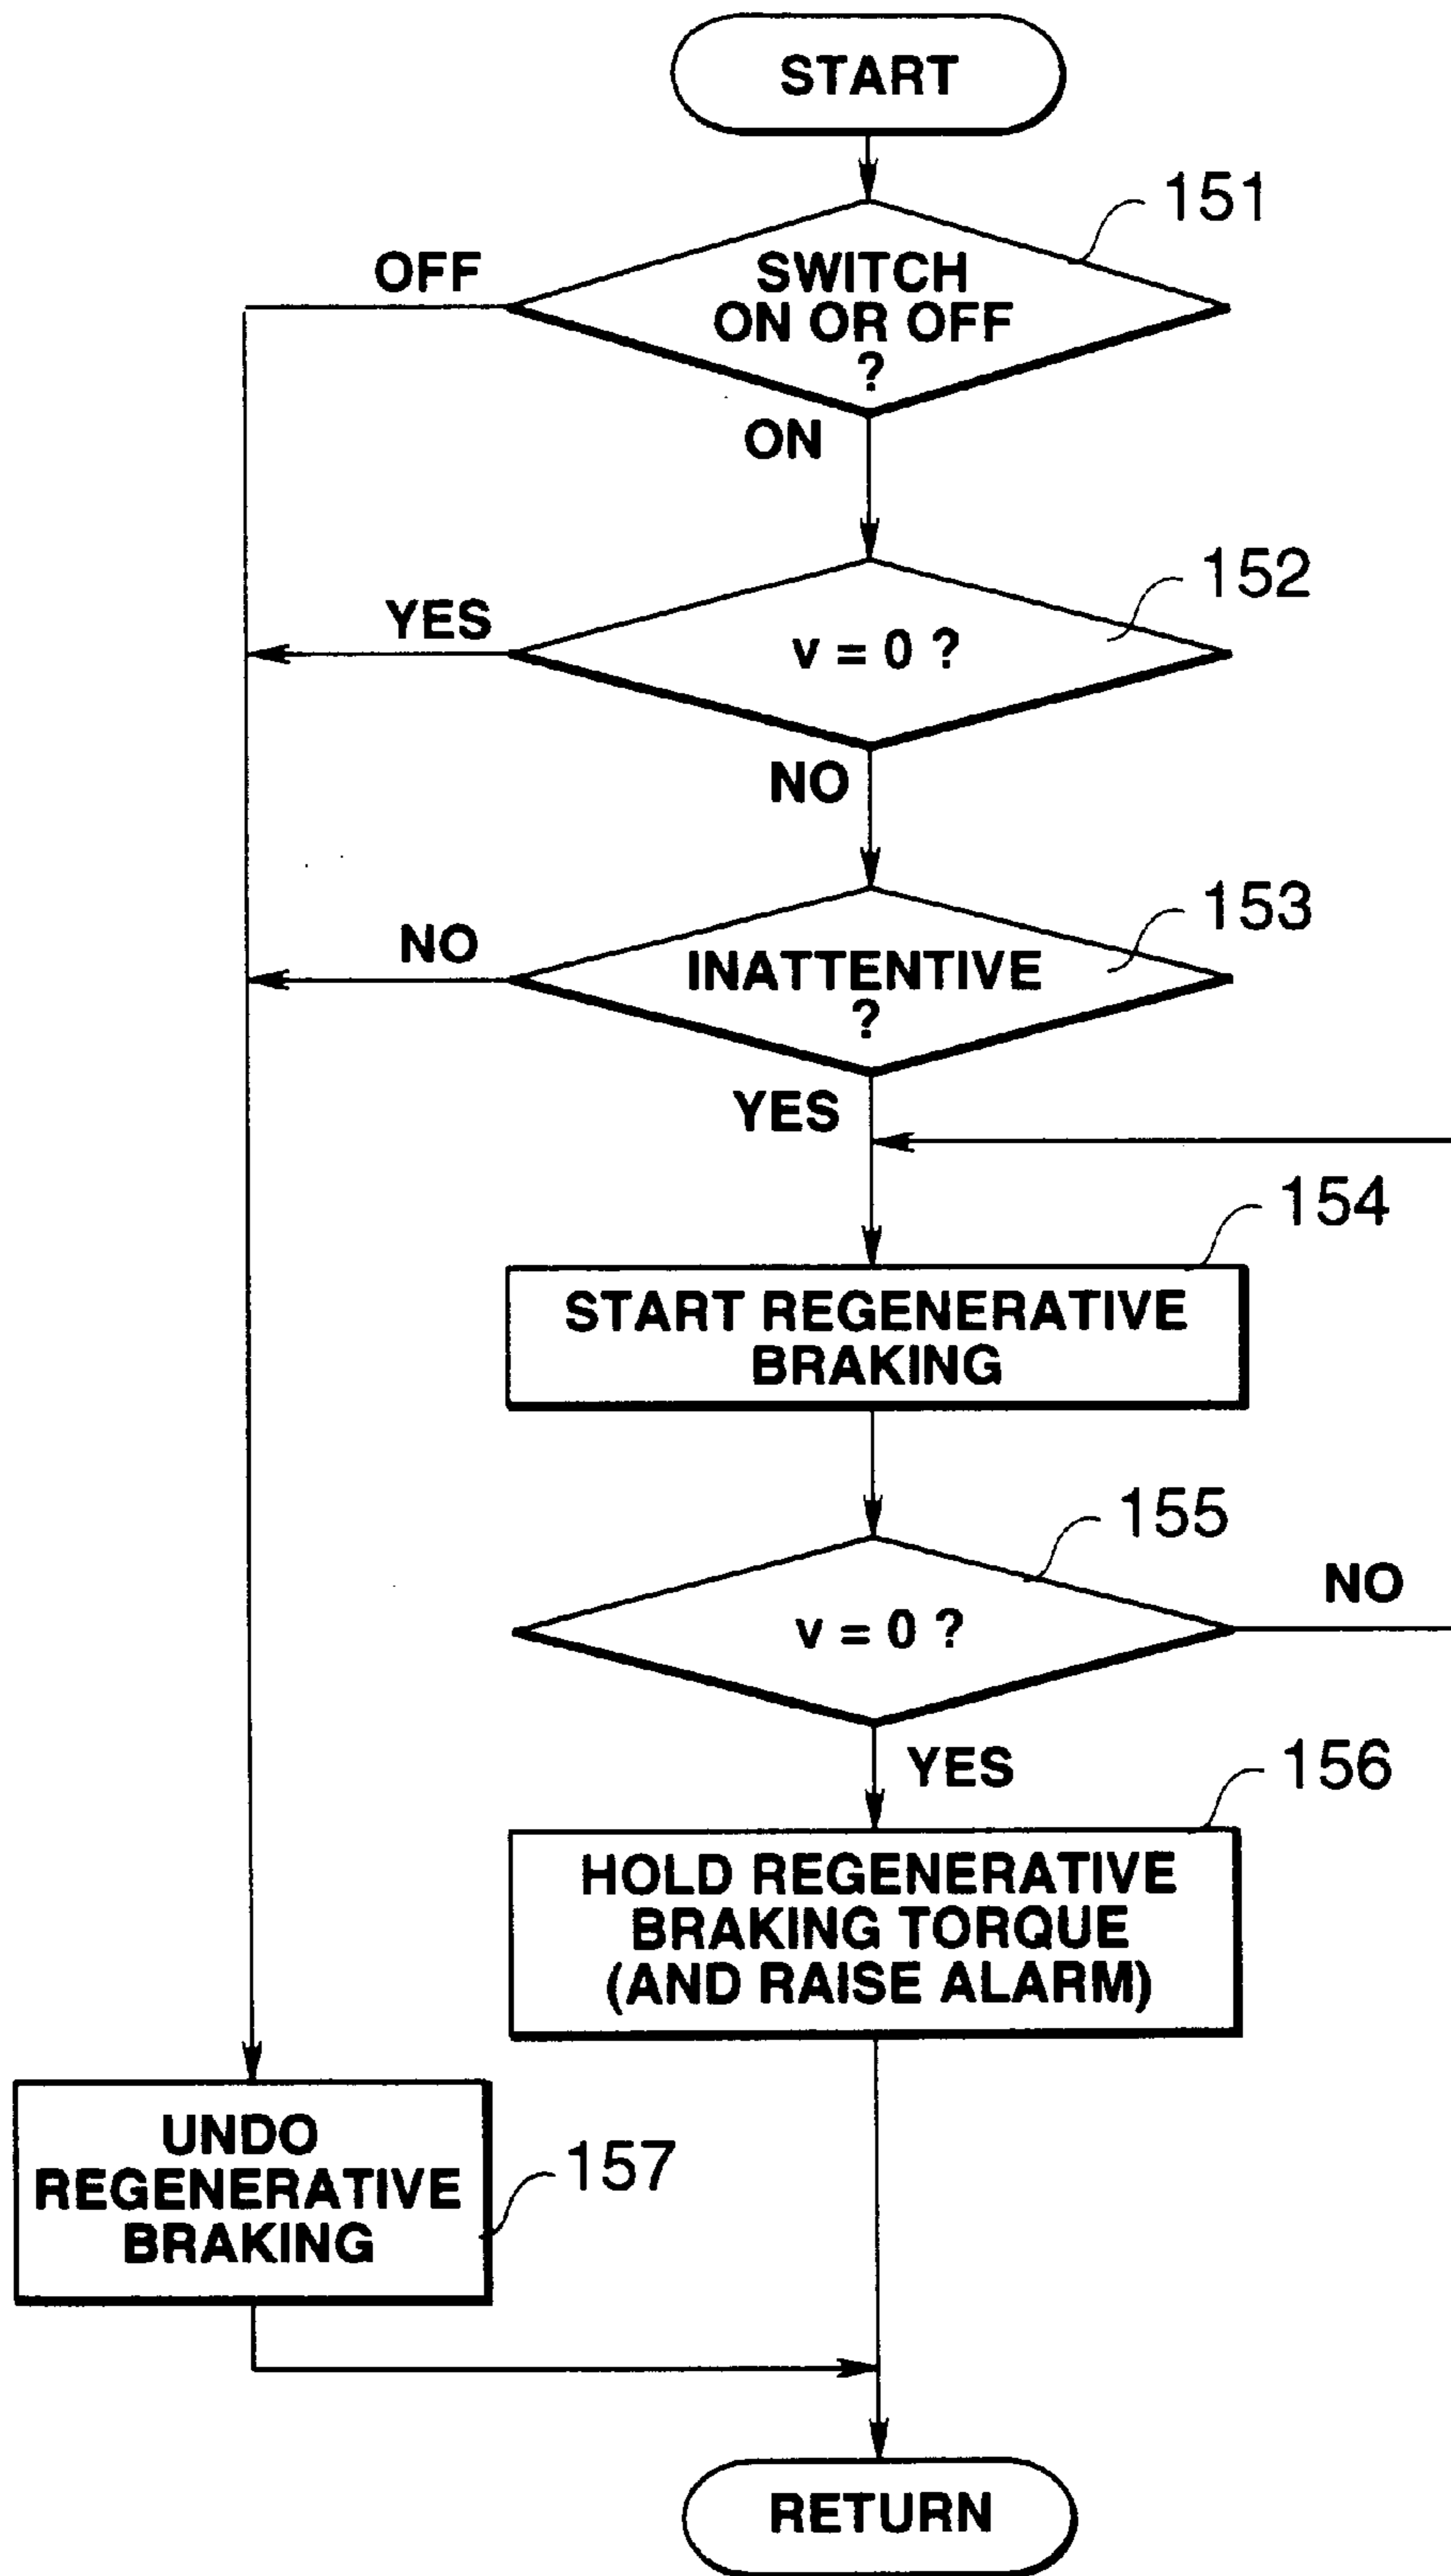 START
151
OFF
SWITCH
ON OR OFF
?
ON
152
YES
v = 0 ?
NO
153
NO
INATTENTIVE
?
YES
154
START REGENERATIVE
BRAKING
155
NO
v = 0 ?
YES
156
HOLD REGENERATIVE
BRAKING TORQUE
(AND RAISE ALARM)
UNDO
REGENERATIVE
BRAKING
157
RETURN